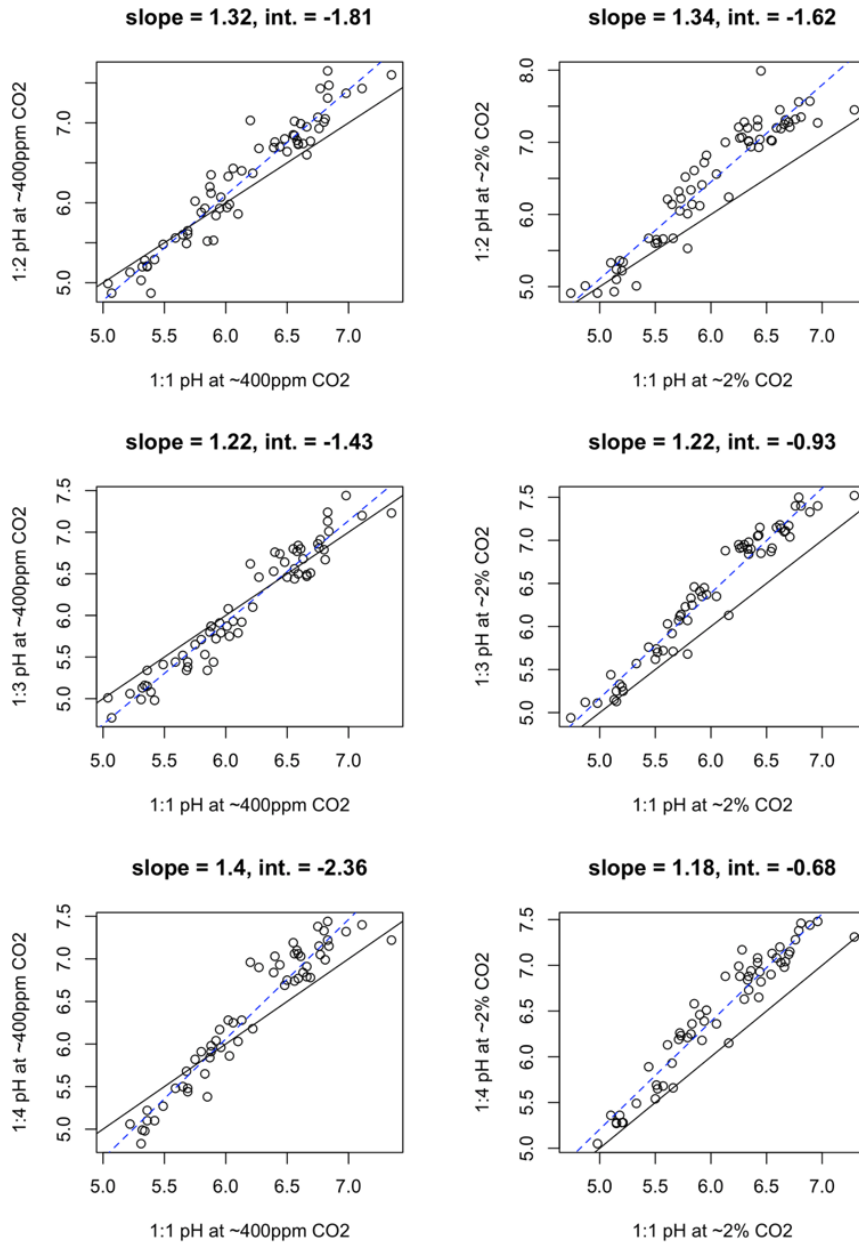 slope = 1.32, int. = -1.81
1:2 pH at ~400ppm CO2
7.0
6.0
5.0
5.0 5.5 6.0 6.5 7.0
1:1 pH at ~400ppm CO2
slope = 1.34, int. = -1.62
1:2 pH at ~2% CO2
8.0
7.0
6.0
5.0
5.0 5.5 6.0 6.5 7.0
1:1 pH at ~2% CO2
slope = 1.22, int. = -1.43
1:3 pH at ~400ppm CO2
7.5
7.0
6.5
6.0
5.5
5.0
5.0 5.5 6.0 6.5 7.0
1:1 pH at ~400ppm CO2
slope = 1.22, int. = -0.93
1:3 pH at ~2% CO2
7.5
7.0
6.5
6.0
5.5
5.0
5.0 5.5 6.0 6.5 7.0
1:1 pH at ~2% CO2
slope = 1.4, int. = -2.36
1:4 pH at ~400ppm CO2
7.5
7.0
6.5
6.0
5.5
5.0
5.0 5.5 6.0 6.5 7.0
1:1 pH at ~400ppm CO2
slope = 1.18, int. = -0.68
1:4 pH at ~2% CO2
7.5
7.0
6.5
6.0
5.5
5.0
5.0 5.5 6.0 6.5 7.0
1:1 pH at ~2% CO2